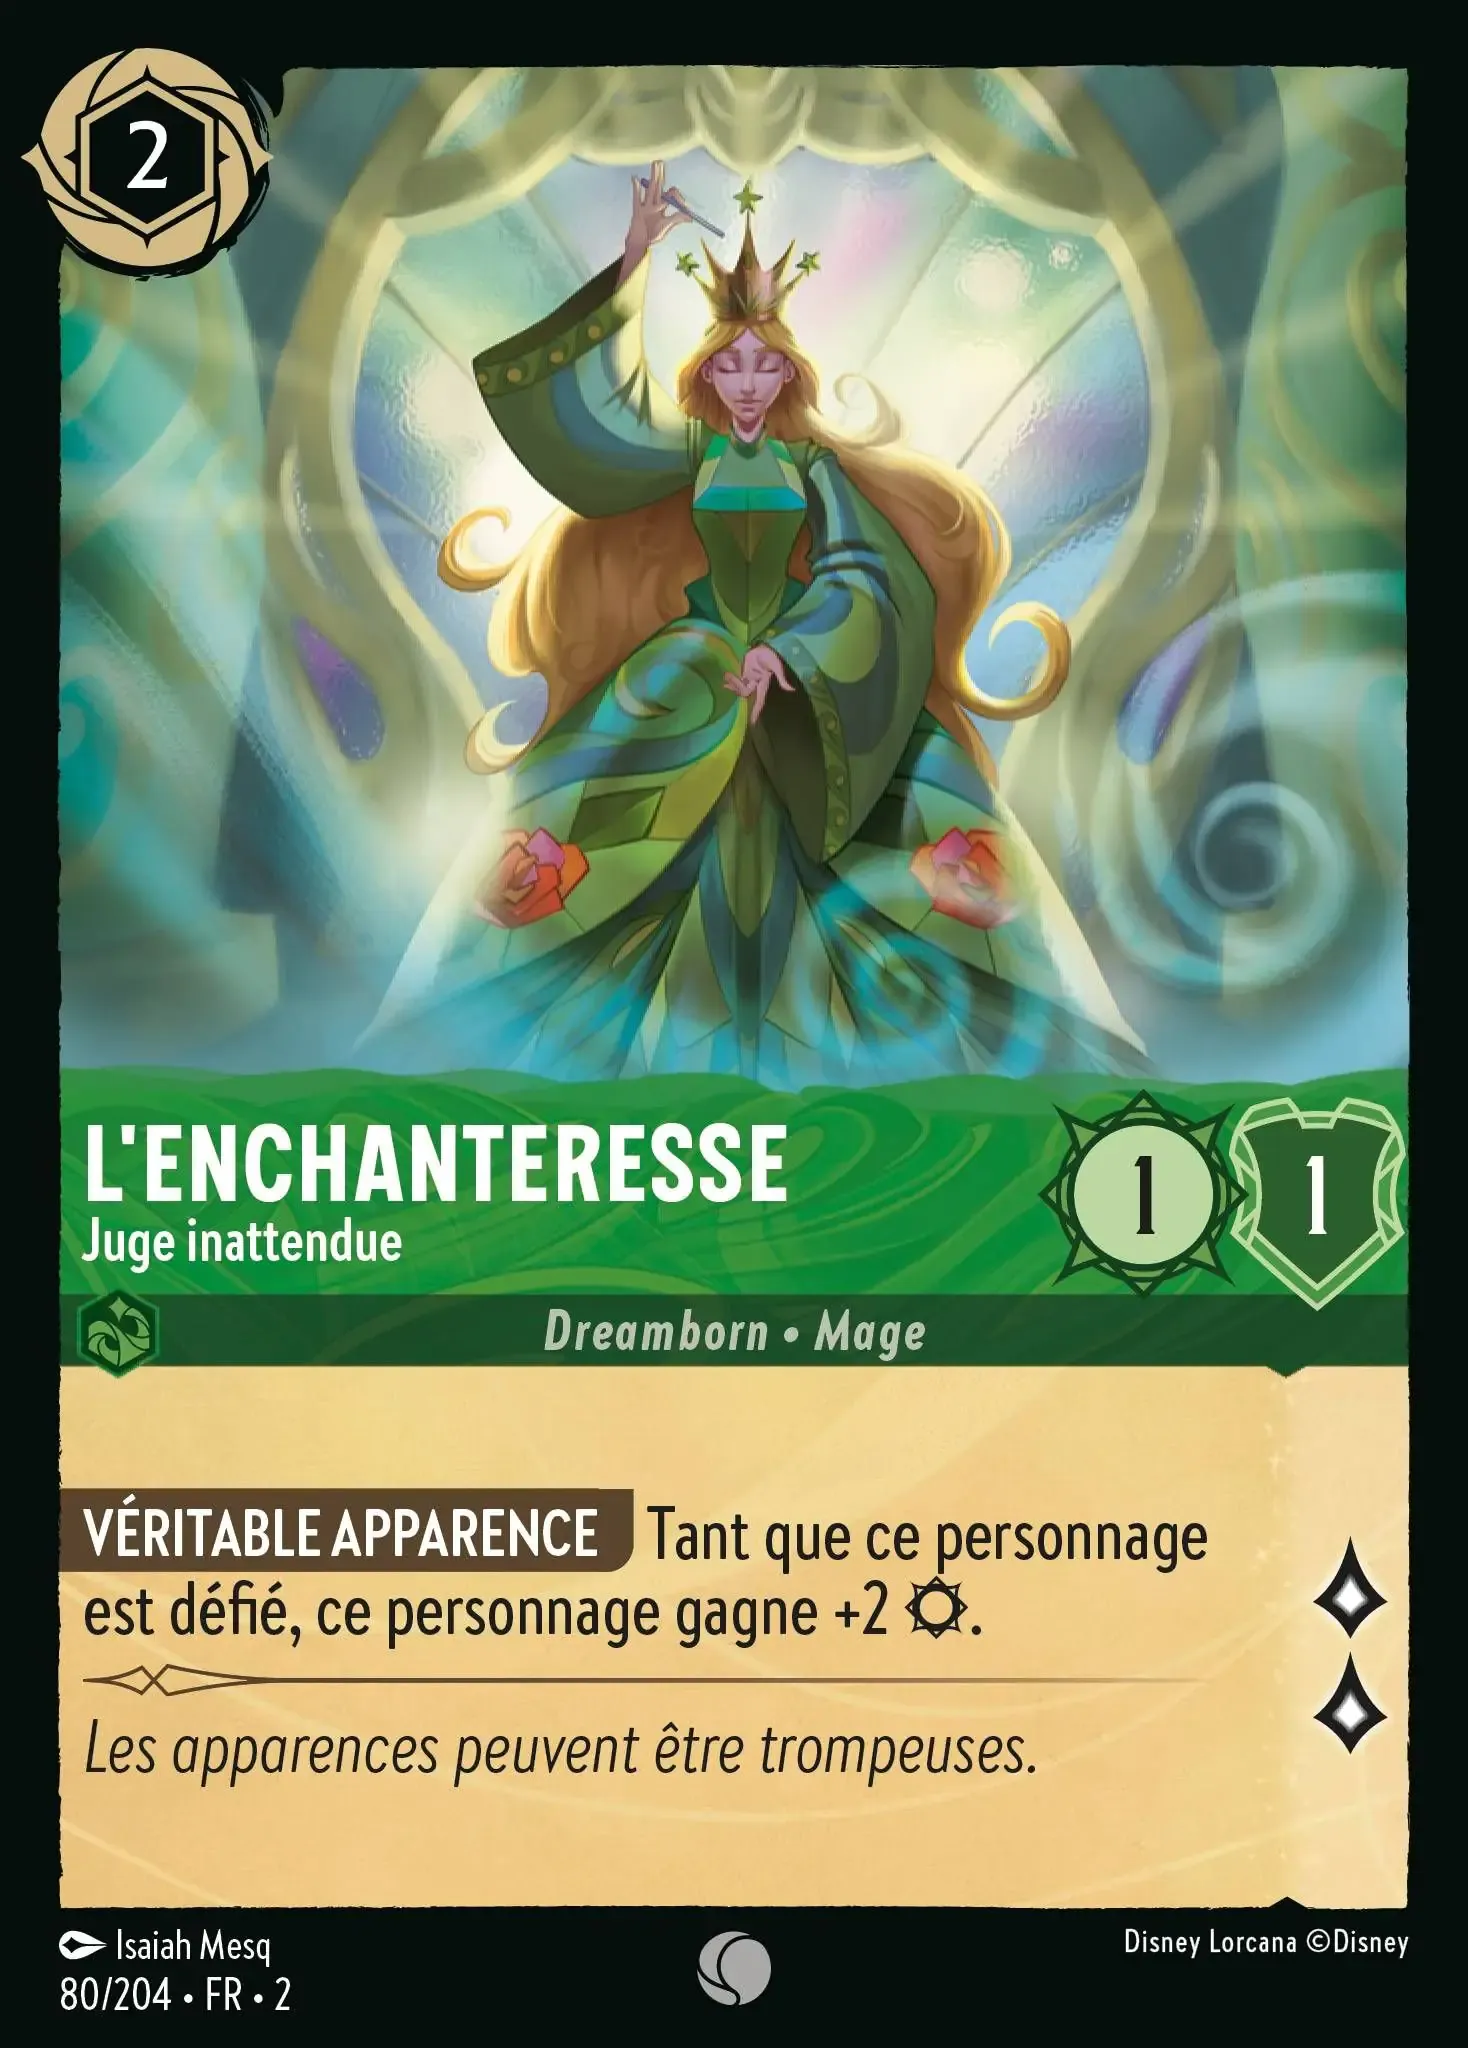 2
L'ENCHANTERESSE
Juge inattendue
1
1
Dreamborn • Mage
VÉRITABLE APPARENCE Tant que ce personnage
est défié, ce personnage gagne +2 .
Les apparences peuvent être trompeuses.
Isaiah Mesq
80/204 • FR • 2
Disney Lorcana ©Disney